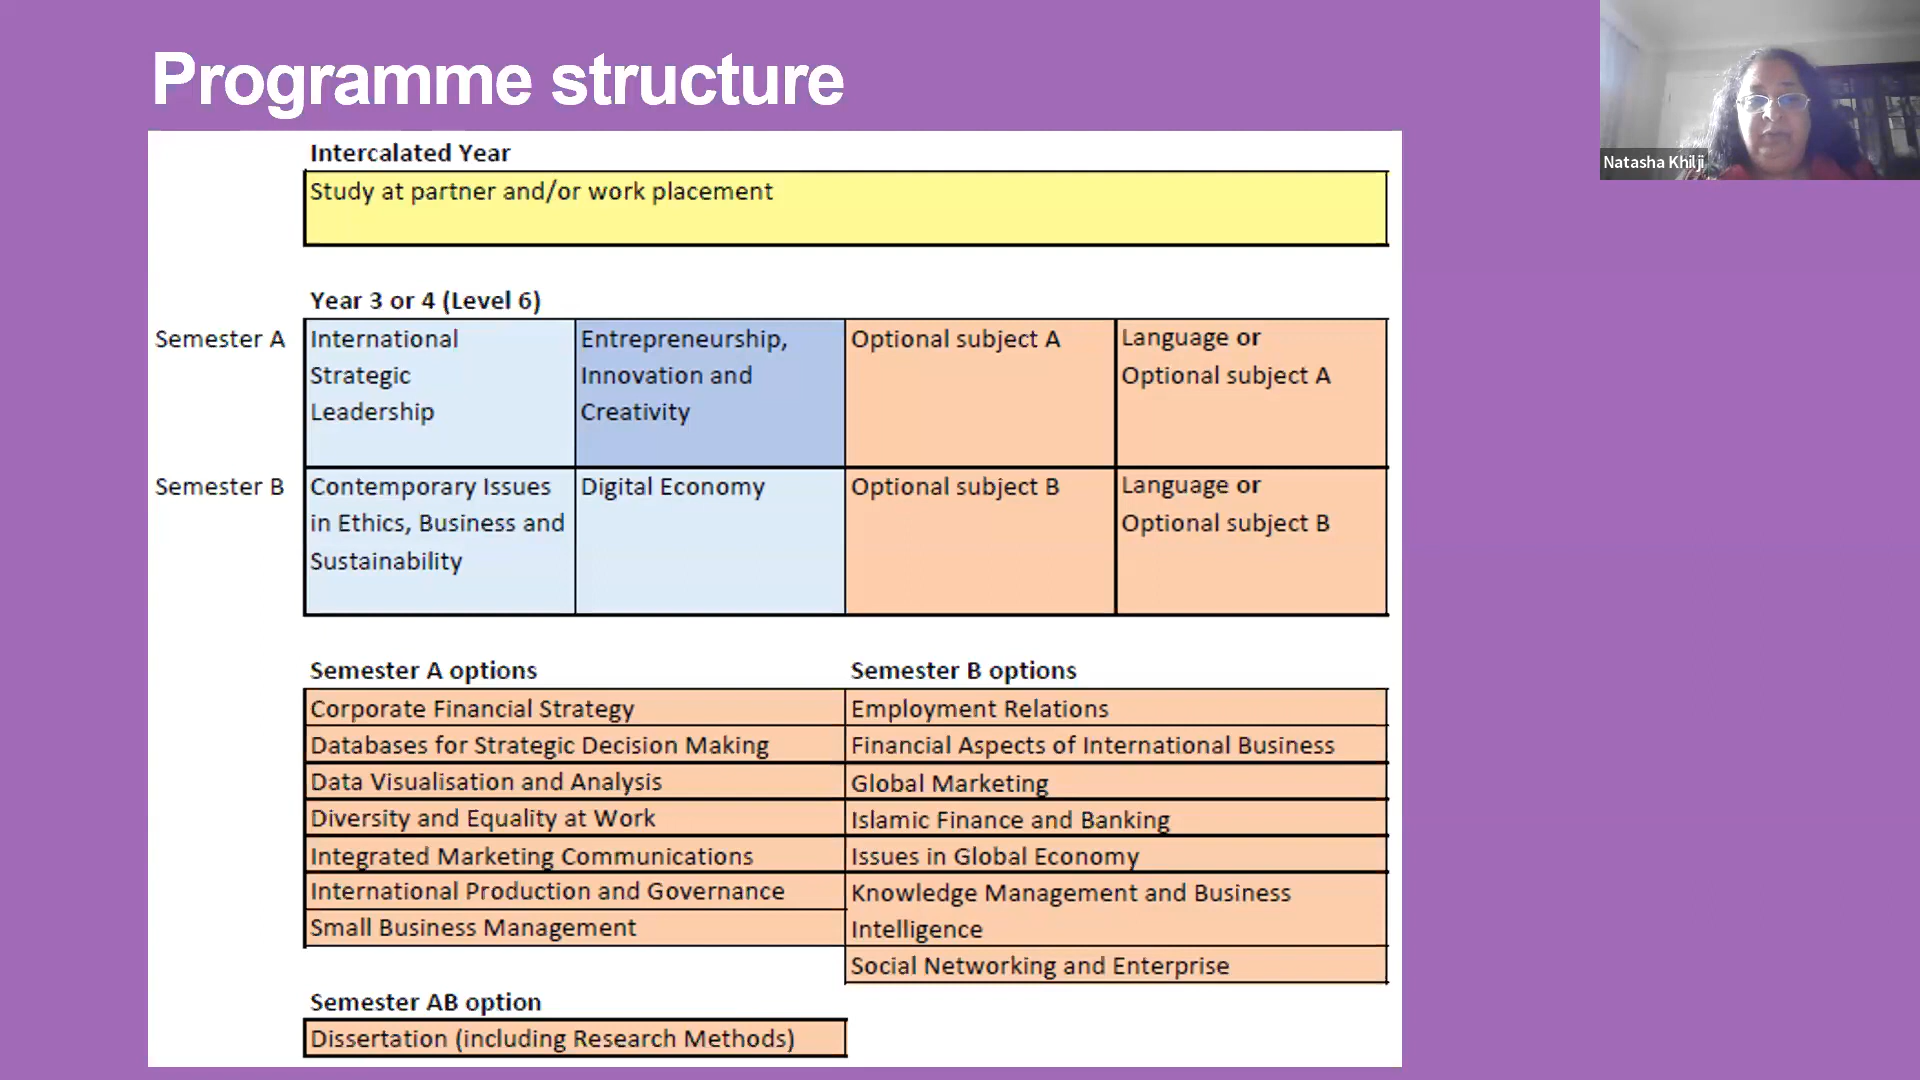 Programme structure
Natasha Khilji
Intercalated Year
Study at partner and/or work placement
Year 3 or 4 (Level 6)
Semester A
International
Strategic
Leadership
Entrepreneurship,
Innovation and
Creativity
Optional subject A
Language or
Optional subject A
Semester B
Contemporary Issues
in Ethics, Business and
Sustainability
Digital Economy
Optional subject B
Language or
Optional subject B
Semester A options
Corporate Financial Strategy
Databases for Strategic Decision Making
Data Visualisation and Analysis
Diversity and Equality at Work
Integrated Marketing Communications
International Production and Governance
Small Business Management
Semester B options
Employment Relations
Financial Aspects of International Business
Global Marketing
Islamic Finance and Banking
Issues in Global Economy
Knowledge Management and Business
Intelligence
Social Networking and Enterprise
Semester AB option
Dissertation (including Research Methods)